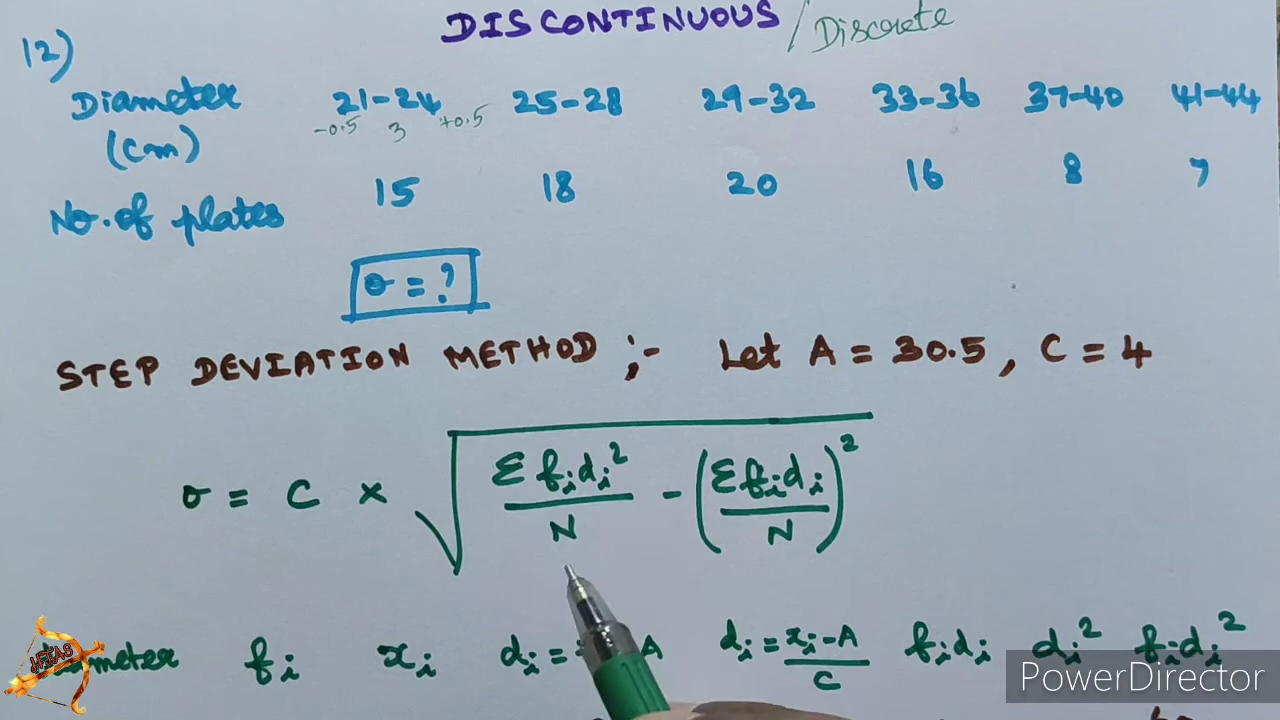 DISCONTINUOUS / Discrete
12)
Diameter (cm) 21-24 25-28 29-32 33-36 37-40 41-44
-0.5 3 +0.5
No. of plates 15 18 20 16 8 7
σ = ?
STEP DEVIATION METHOD ;- Let A = 30.5, C = 4
σ = C × √(Σfidi²/N - (Σfidi/N)²)
Diameter fi xi di = A di = xi-A/C fidi di² fidi²
HTAS
PowerDirector